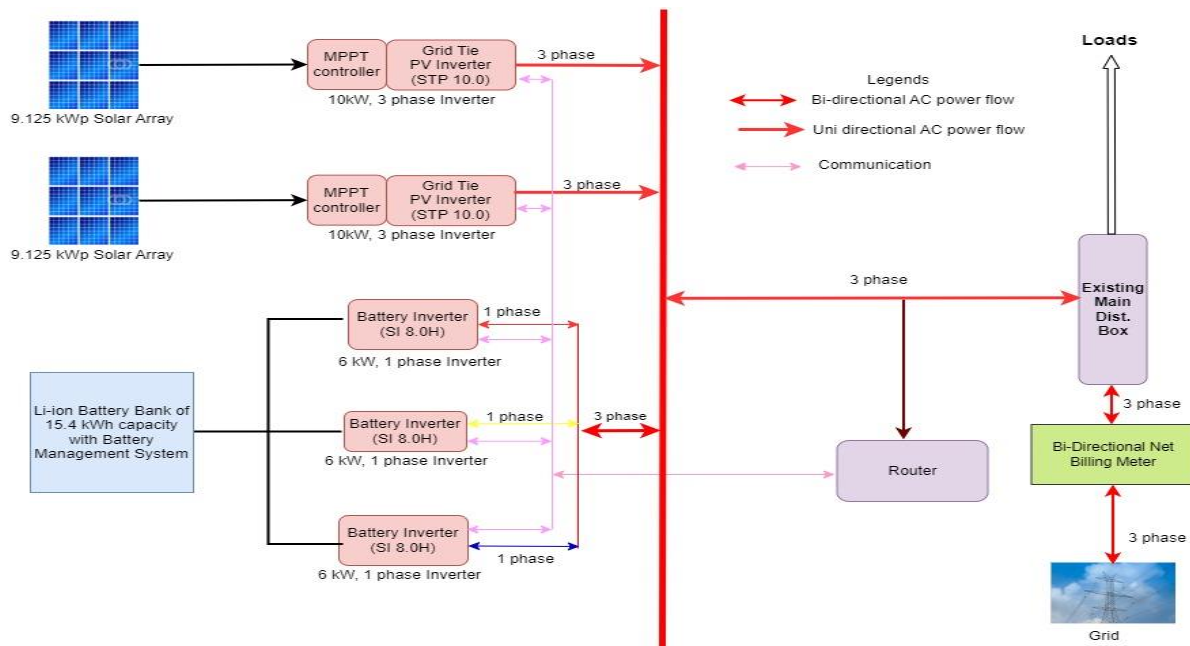 9.125 kWp Solar Array
MPPT
controller
Grid Tie
PV Inverter
(STP 10.0)
10kW, 3 phase Inverter
3 phase
9.125 kWp Solar Array
MPPT
controller
Grid Tie
PV Inverter
(STP 10.0)
10kW, 3 phase Inverter
3 phase
Legends
Bi-directional AC power flow
Uni directional AC power flow
Communication
Loads
3 phase
Existing
Main
Dist.
Box
Li-ion Battery Bank of
15.4 kWh capacity
with Battery
Management System
Battery Inverter
(SI 8.0H)
6 kW, 1 phase Inverter
1 phase
Battery Inverter
(SI 8.0H)
6 kW, 1 phase Inverter
1 phase
3 phase
Battery Inverter
(SI 8.0H)
6 kW, 1 phase Inverter
1 phase
Router
3 phase
Bi-Directional Net
Billing Meter
3 phase
Grid